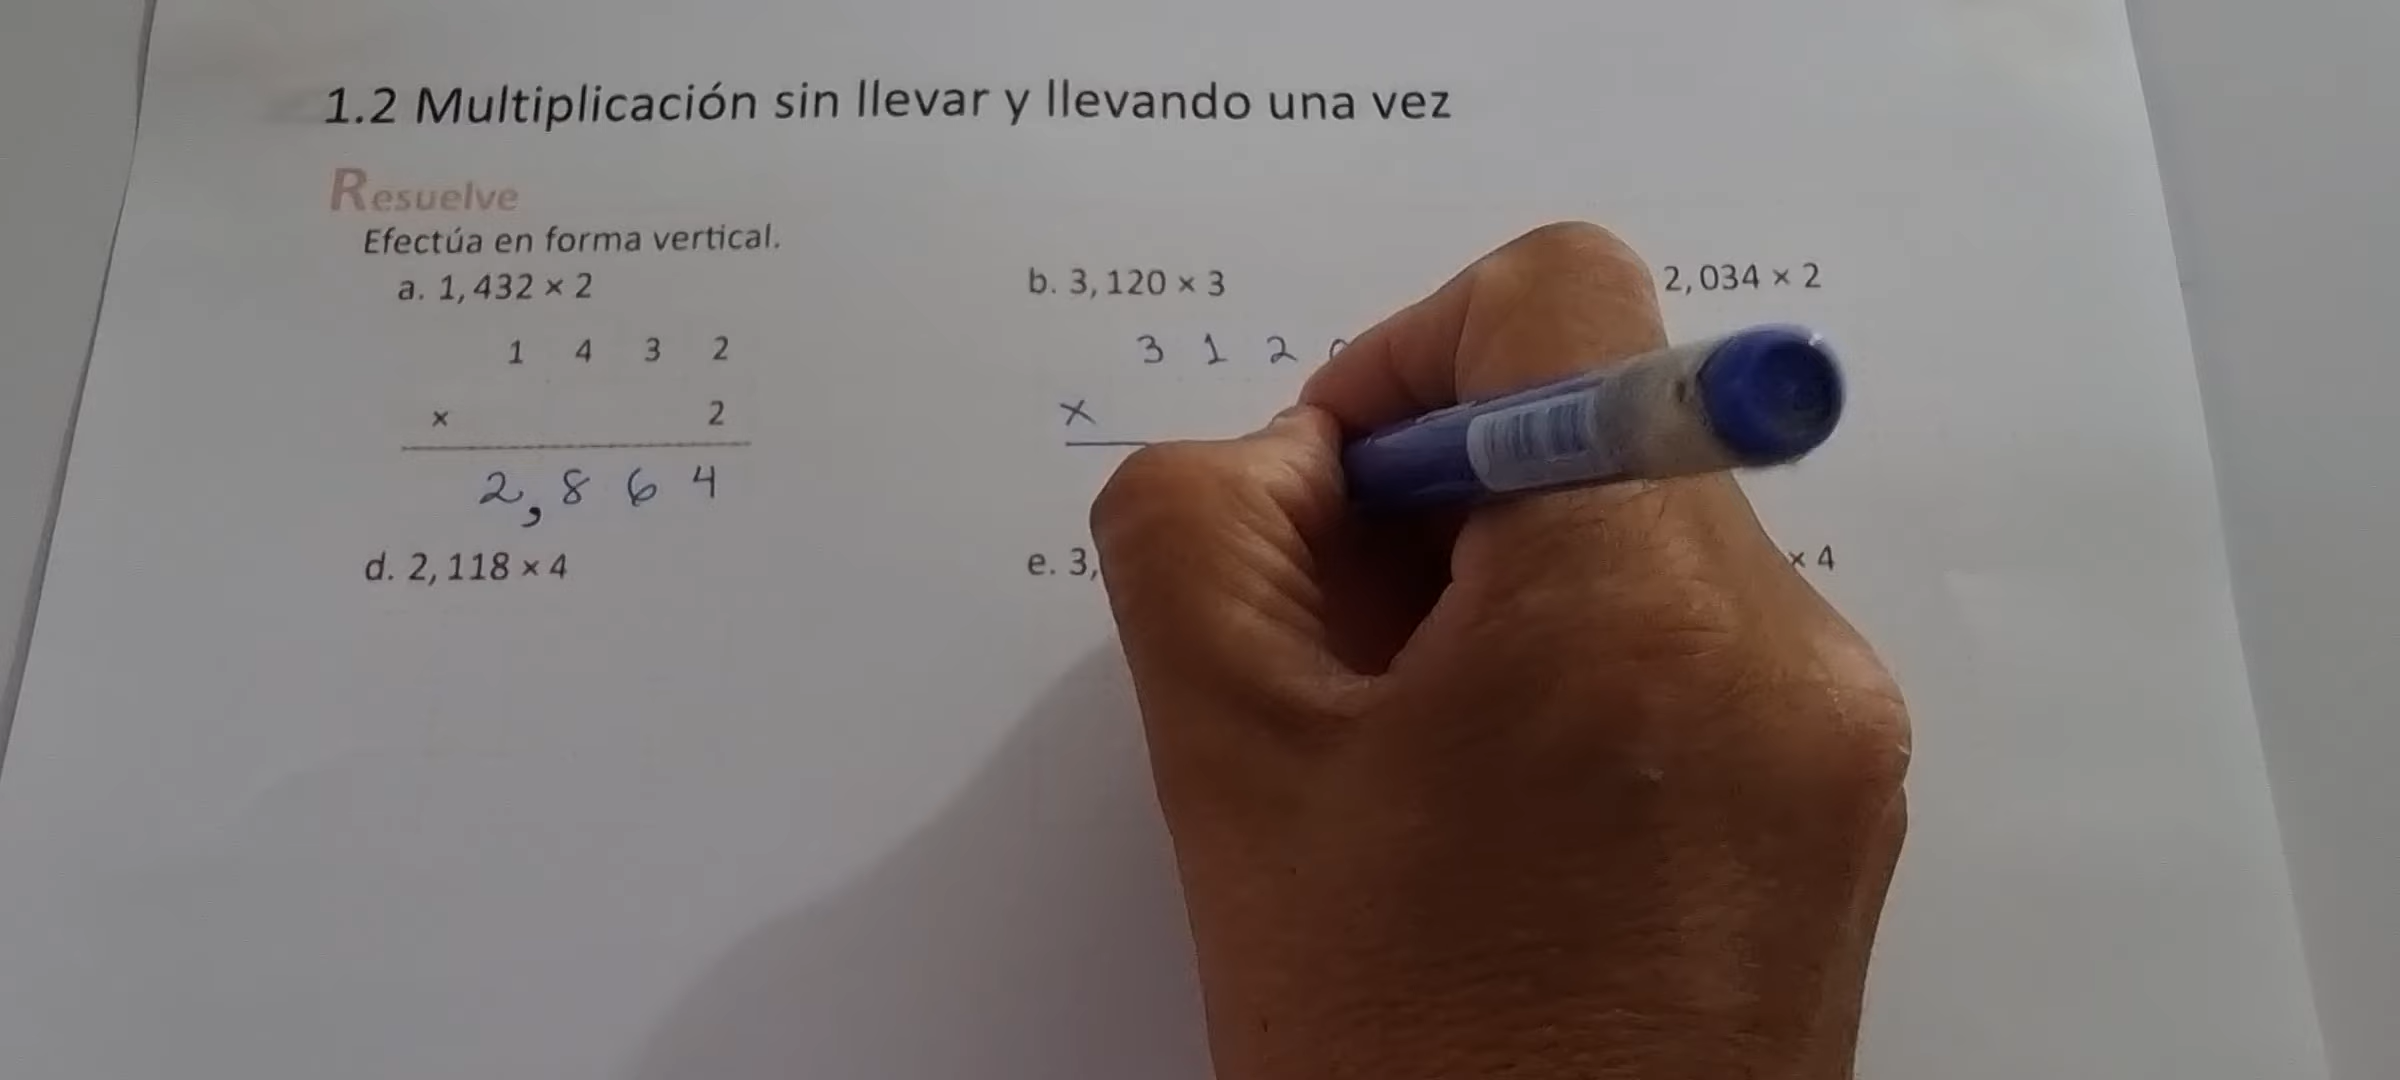 1.2 Multiplicación sin llevar y llevando una vez
Resuelve
Efectúa en forma vertical.
a. 1,432 × 2
b. 3,120 × 3
2,034 × 2
1 4 3 2
× 2
2,8 6 4
3 1 2
×
d. 2,118 × 4
e. 3,
× 4